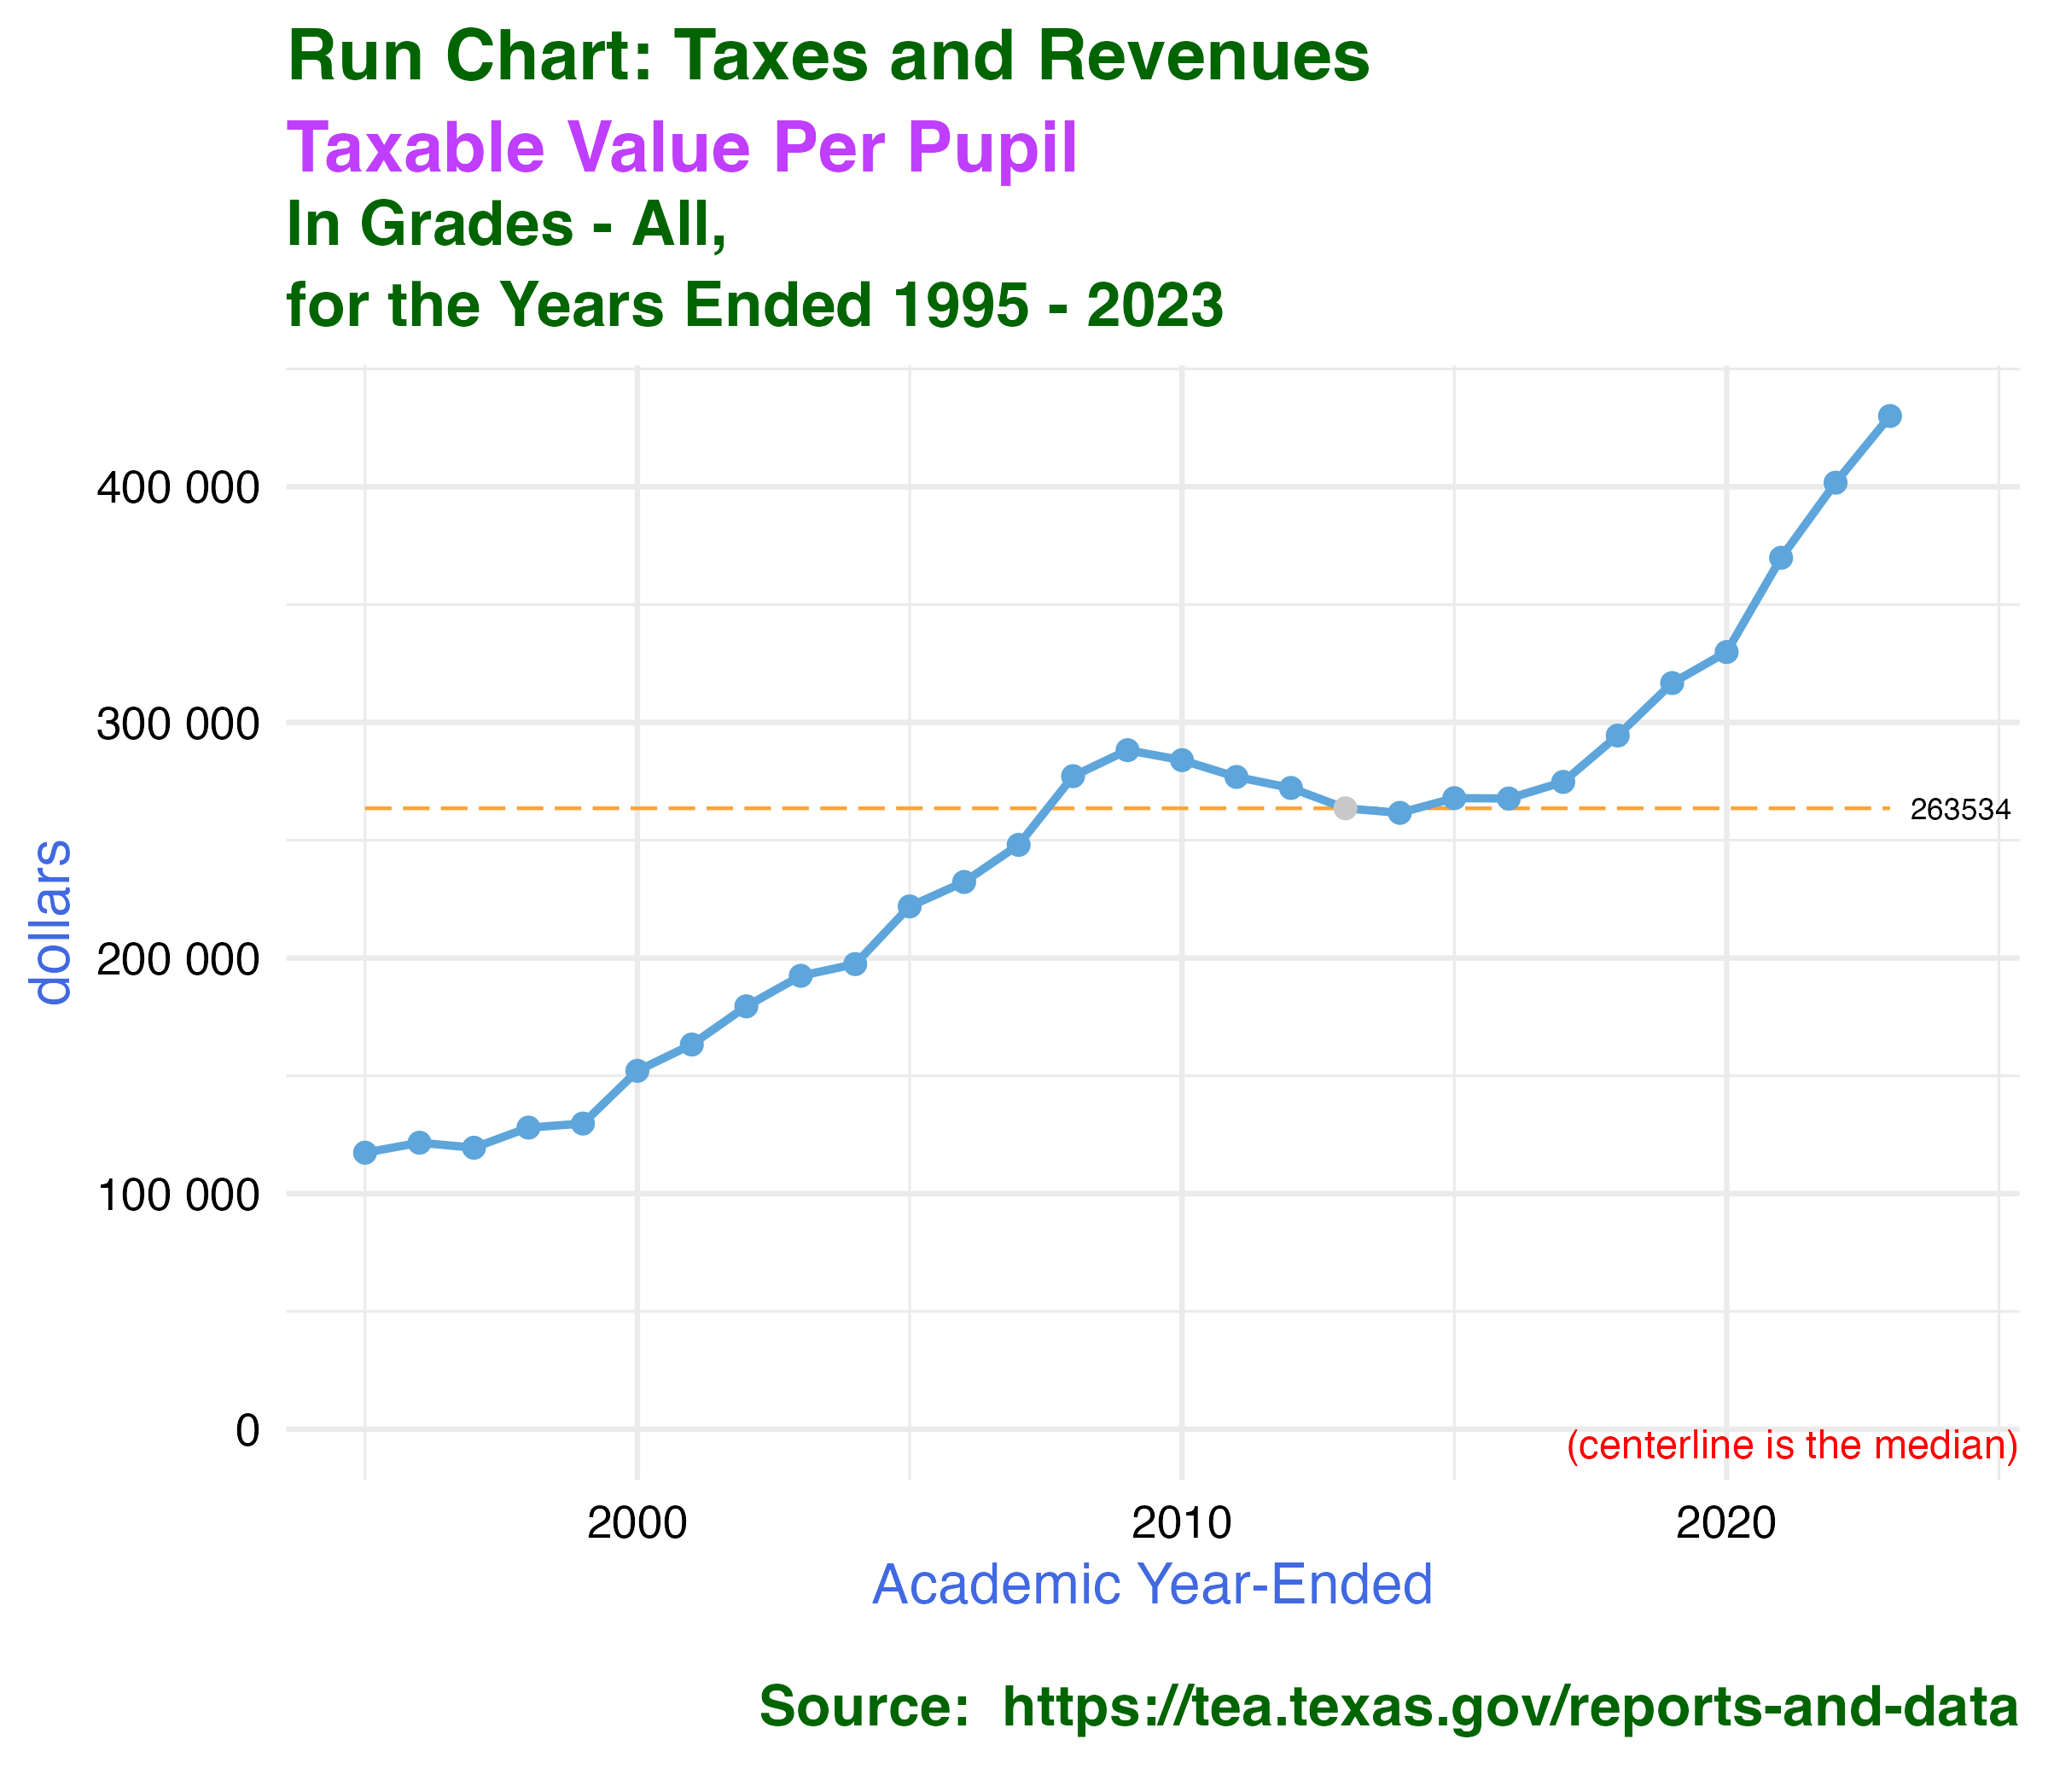 Run Chart: Taxes and Revenues
Taxable Value Per Pupil
In Grades - All,
for the Years Ended 1995 - 2023
400 000
300 000
263534
dollars
200 000
100 000
0
(centerline is the median)
2000 2010 2020
Academic Year-Ended
Source:  https://tea.texas.gov/reports-and-data